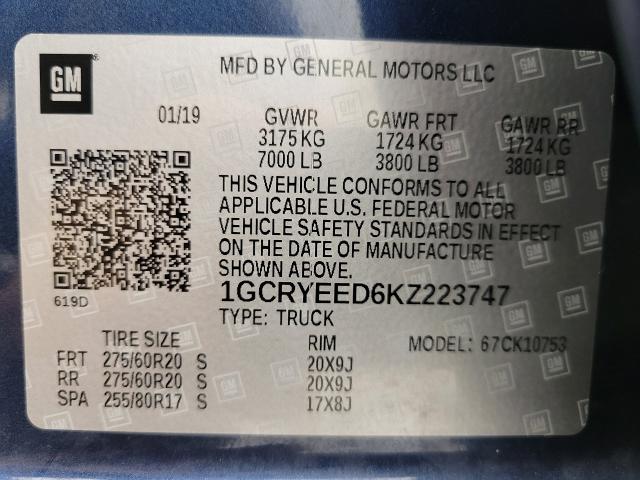 GM
MFD BY GENERAL MOTORS LLC
01/19 GVWR GAWR FRT GAWR RR
3175 KG 1724 KG 1724 KG
7000 LB 3800 LB 3800 LB
THIS VEHICLE CONFORMS TO ALL
APPLICABLE U.S. FEDERAL MOTOR
VEHICLE SAFETY STANDARDS IN EFFECT
ON THE DATE OF MANUFACTURE
SHOWN ABOVE.
619D
1GCRYEED6KZ223747
TYPE: TRUCK
TIRE SIZE RIM MODEL: 67CK10753
FRT 275/60R20 S 20X9J
RR 275/60R20 S 20X9J
SPA 255/80R17 S 17X8J